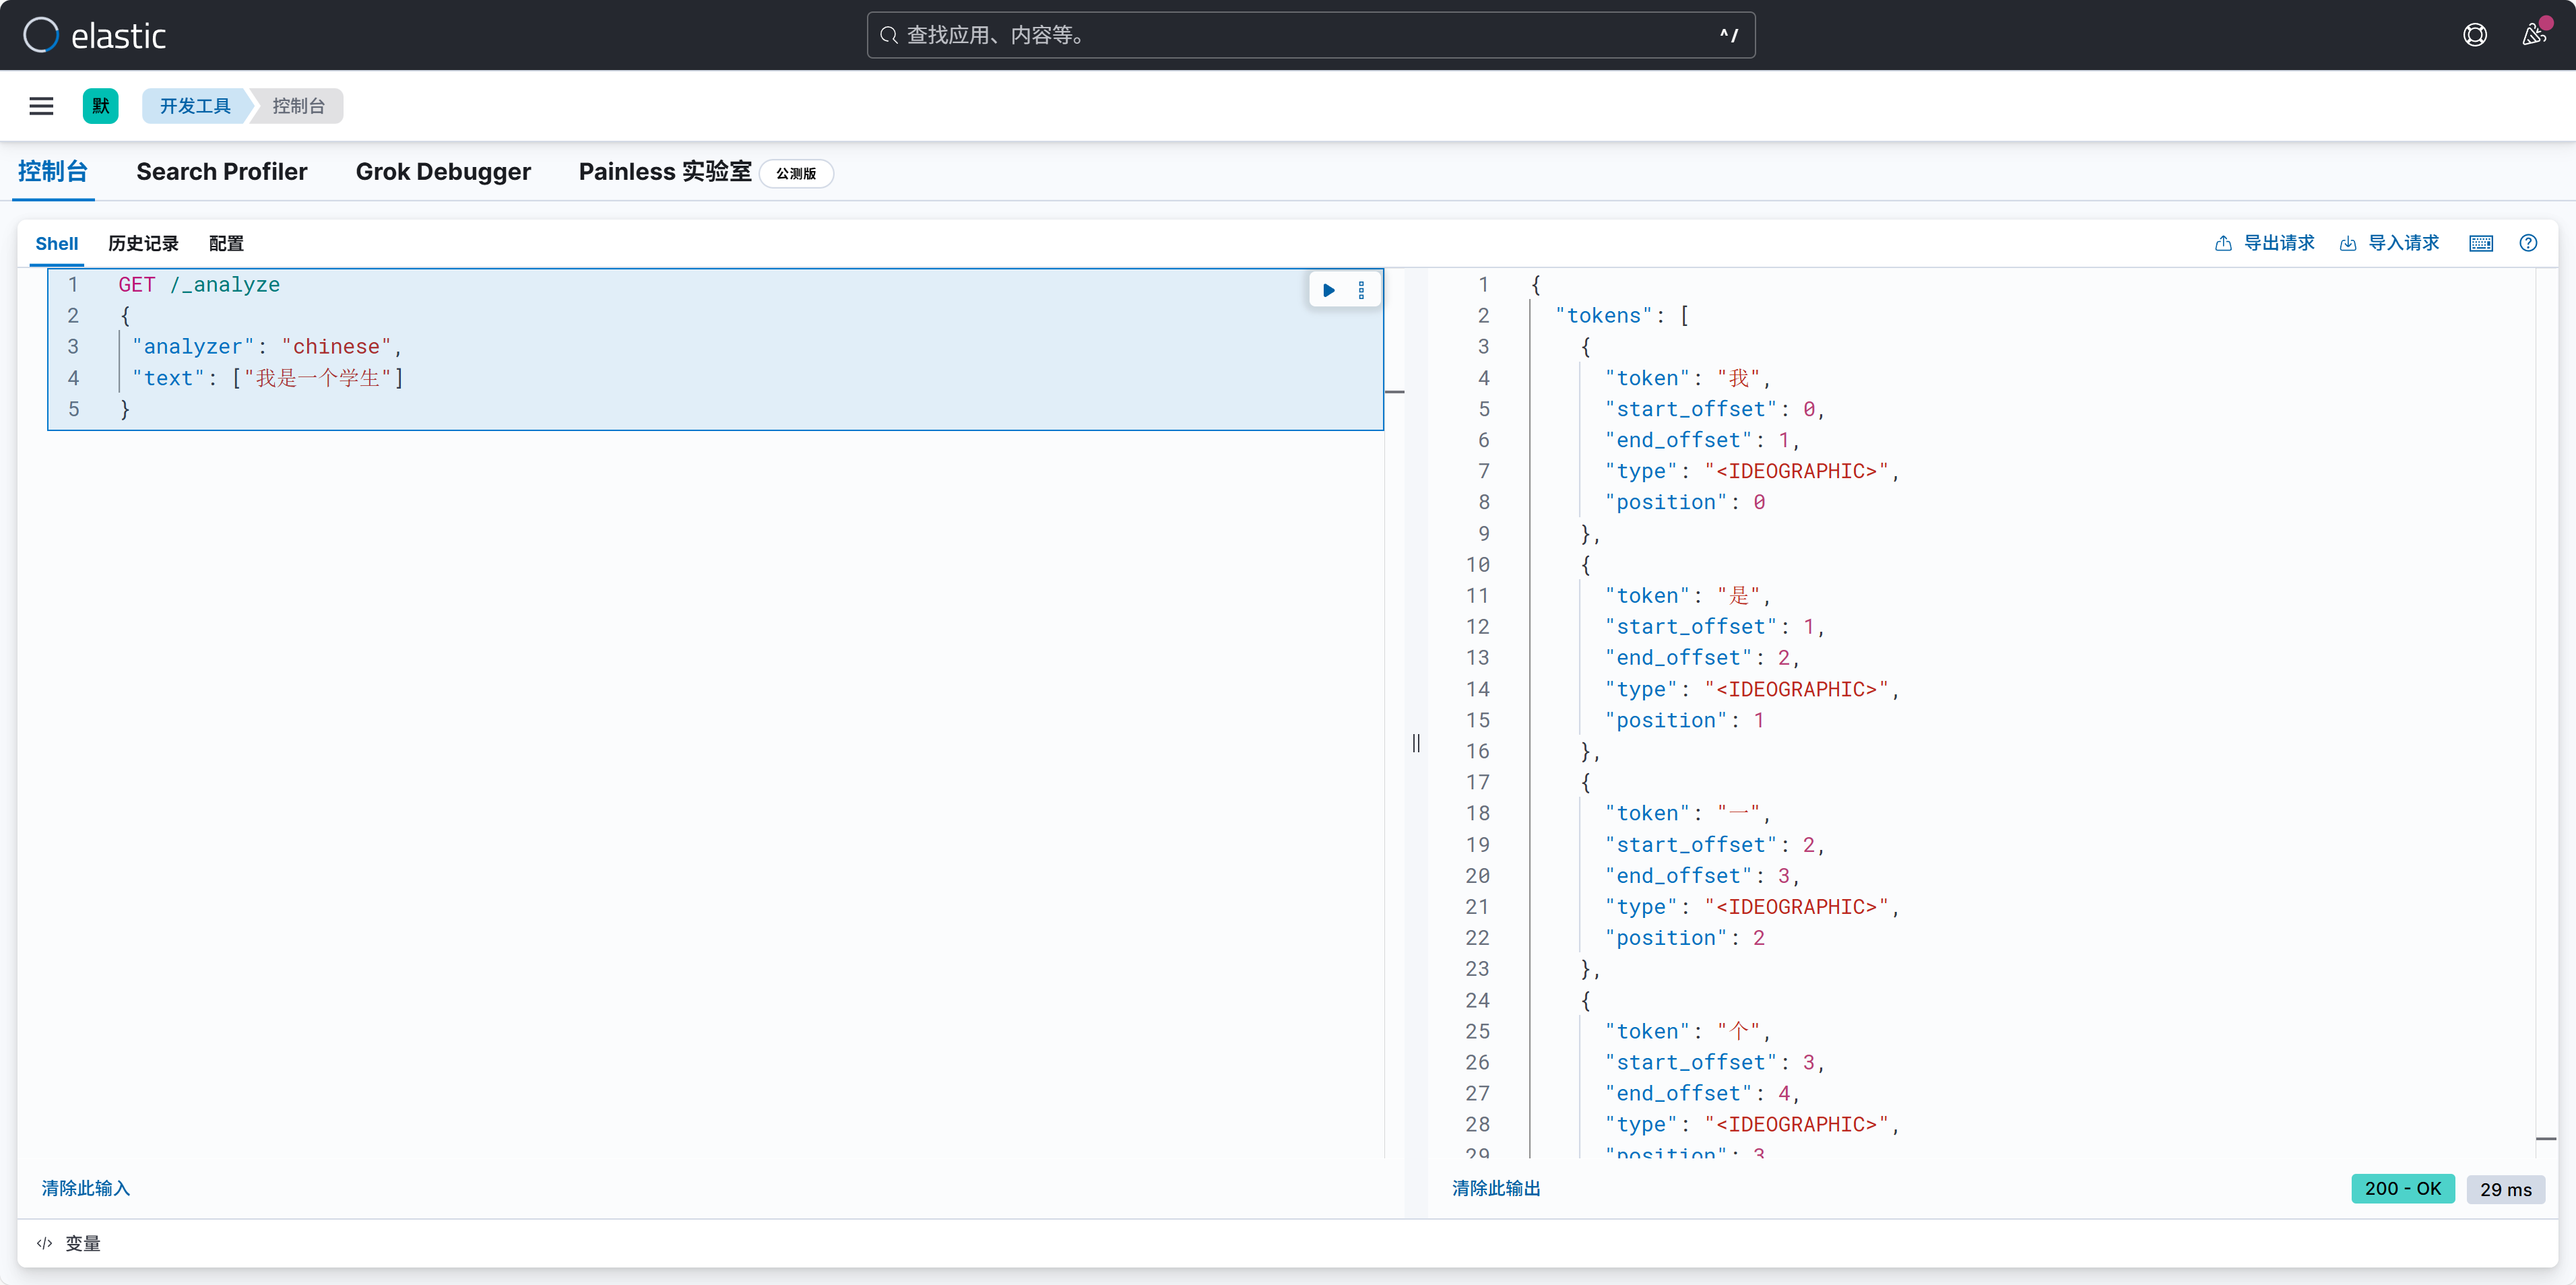 elastic
查找应用、内容等。 ^/
默 开发工具 控制台
控制台 Search Profiler Grok Debugger Painless 实验室 公测版
Shell 历史记录 配置 导出请求 导入请求
1 GET /_analyze
2 {
3 "analyzer": "chinese",
4 "text": ["我是一个学生"]
5 }
1 {
2 "tokens": [
3 {
4 "token": "我",
5 "start_offset": 0,
6 "end_offset": 1,
7 "type": "<IDEOGRAPHIC>",
8 "position": 0
9 },
10 {
11 "token": "是",
12 "start_offset": 1,
13 "end_offset": 2,
14 "type": "<IDEOGRAPHIC>",
15 "position": 1
16 },
17 {
18 "token": "一",
19 "start_offset": 2,
20 "end_offset": 3,
21 "type": "<IDEOGRAPHIC>",
22 "position": 2
23 },
24 {
25 "token": "个",
26 "start_offset": 3,
27 "end_offset": 4,
28 "type": "<IDEOGRAPHIC>",
29 "position": 3
清除此输入
清除此输出
200 - OK 29 ms
</> 变量